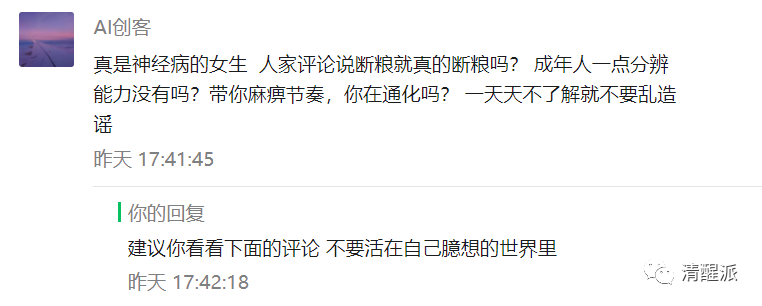 AI创客
真是神经病的女生 人家评论说断粮就真的断粮吗? 成年人一点分辨
能力没有吗? 带你麻痹节奏，你在通化吗? 一天天不了解就不要乱造
谣
昨天 17:41:45
你的回复
建议你看看下面的评论 不要活在自己臆想的世界里
昨天 17:42:18
清醒派